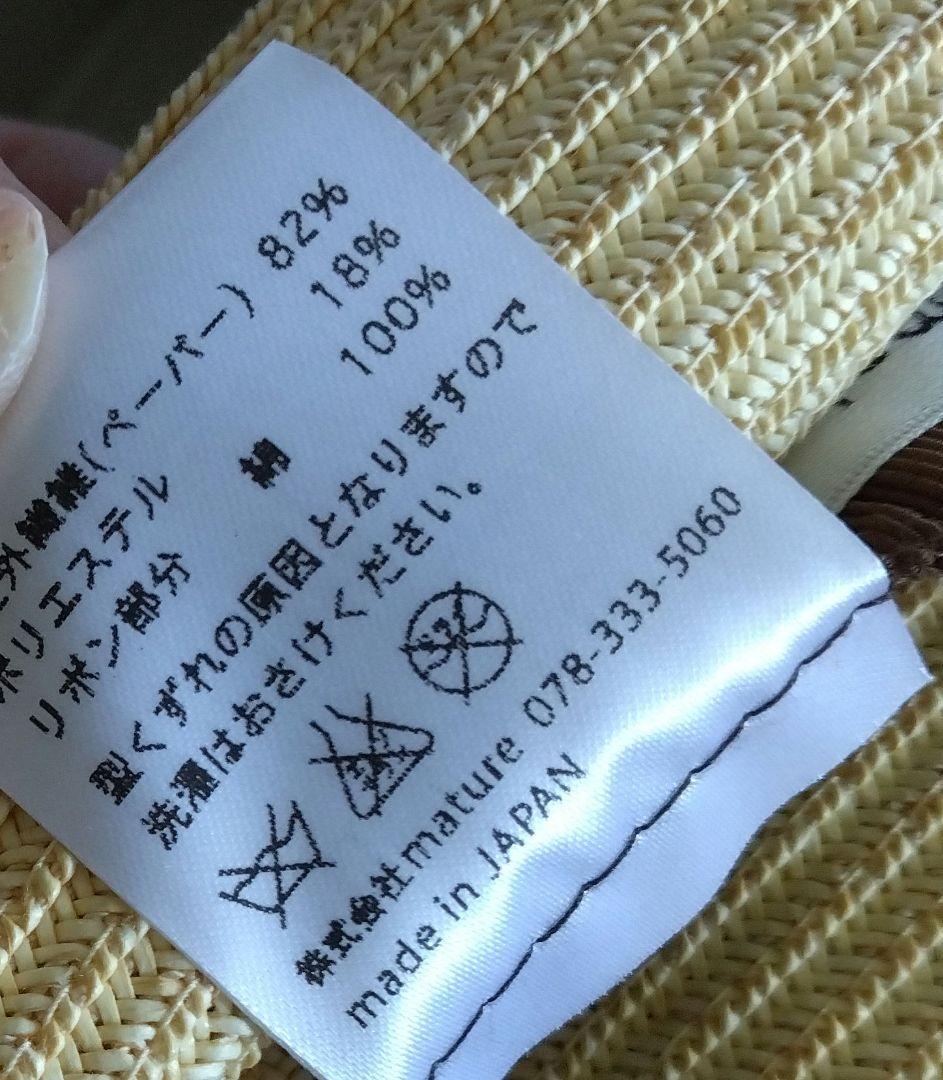 外繊維(ペーパー) 82%
ポリエステル 18%
リボン部分 綿 100%
型くずれの原因となりますので
洗濯はおさけください。
株式会社mature 078-333-5060
made in JAPAN